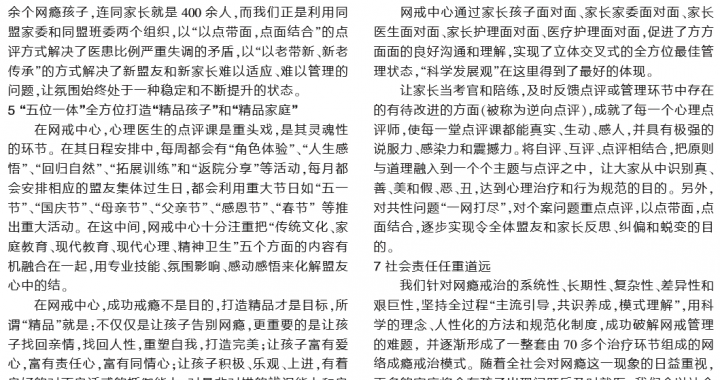 余个孩子,连同家长就是 400 余人,而我们正是利用同
盟家委和同盟班委两个组织,以“以点带面,点面结合”的点
评方式解决了医患比例严重失调的矛盾,以“以老带新、新老
传承”的方式解决了新盟友和新家长难以适应、难以管理的
问题,让氛围始终处于一种稳定和不断提升的状态。
5 “五位一体”全方位打造“精品孩子”和“精品家庭”
在网戒中心,心理医生的点评课是重头戏,是其灵魂性
的环节。在其日程安排中,每周都会有“角色体验”、“人生感
悟”、“回归自然”、“拓展训练”和“返院分享”等活动,每月都
会安排相应的盟友集体过生日,都会利用重大节日如“五一
节”、“国庆节”、“母亲节”、“父亲节”、“感恩节”、“春节” 等推
出重大活动。在这中间,网戒中心十分注重把“传统文化、家
庭教育、现代教育、现代心理、精神卫生”五个方面的内容有
机融合在一起,用专业技能、氛围影响、感动感悟来化解盟友
心中的结。
在网戒中心,成功戒瘾不是目的,打造精品才是目标,所
谓“精品”就是:不仅仅是让孩子告别网瘾,更重要的是让孩
子找回亲情,找回人性,重塑自我,打造完美;让孩子富有爱
心,富有责任心,富有同情心;让孩子积极、乐观、上进,有着
网戒中心通过家长孩子面对面、家长家委面对面、家长
医生面对面、家长护理面对面、医疗护理面对面,促进了方方
面面的良好沟通和理解,实现了立体交叉式的全方位最佳管
理状态,“科学发展观”在这里得到了最好的体现。
让家长当考官和陪练,及时反馈点评或管理环节中存在
的有待改进的方面(被称为逆向点评),成就了每一个心理点
评师,使每一堂点评课都能真实、生动、感人,并具有极强的
说服力、感染力和震撼力。将自评、互评、点评相结合,把原则
与道理融入到一个个主题与点评之中, 让大家从中识别真、
善、美和假、恶、丑,达到心理治疗和行为规范的目的。另外,
对共性问题“一网打尽”,对个案问题重点点评,以点带面,点
面结合,逐步实现令全体盟友和家长反思、纠偏和蜕变的目
的。
7 社会责任任重道远
我们针对网瘾戒治的系统性、长期性、复杂性、差异性和
艰巨性,坚持全过程“主流引导,共识养成,模式理解”,用科
学的理念、人性化的方法和规范化制度,成功破解戒网管理
的难题, 并逐渐形成了一整套由 70 多个治疗环节组成的网
络成瘾戒治模式。随着全社会对网瘾这一现象的日益重视,